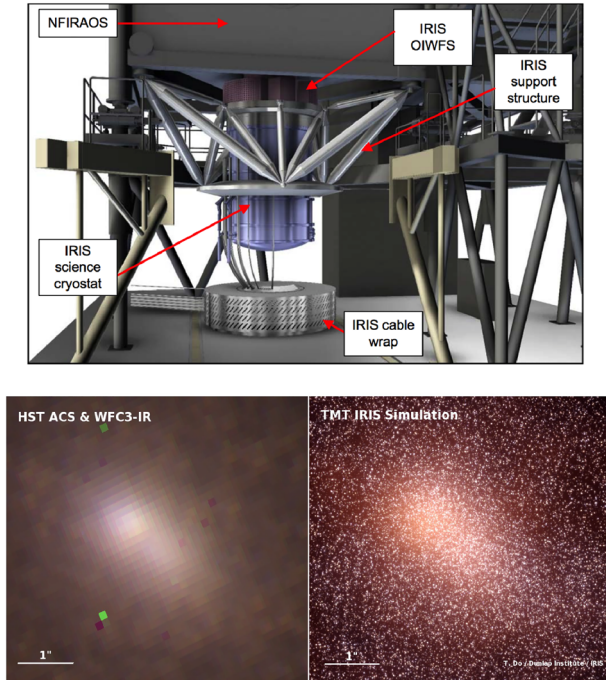 NFIRAOS
IRIS
OIWFS
IRIS
support
structure
IRIS
science
cryostat
IRIS cable
wrap
HST ACS & WFC3-IR
TMT IRIS Simulation
1"
1"
T. Do / Dunlap Institute / IRIS